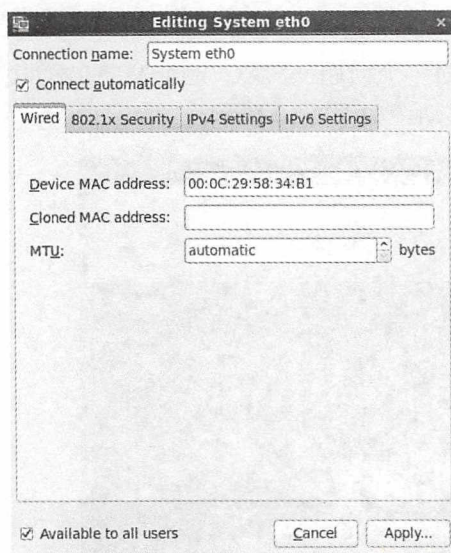 Editing System eth0
Connection name: System eth0
Connect automatically
Wired 802.1x Security IPv4 Settings IPv6 Settings
Device MAC address: 00:0C:29:58:34:B1
Cloned MAC address:
MTU: automatic bytes
Available to all users Cancel Apply...